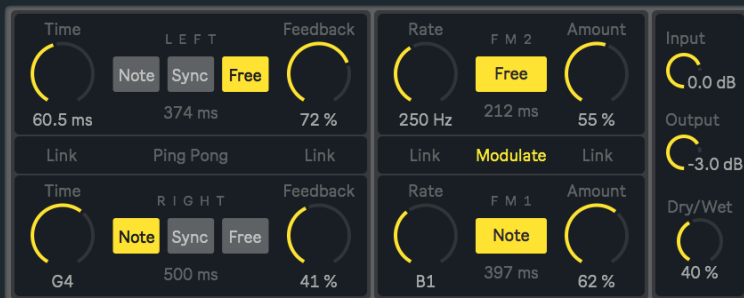 Time LEFT Feedback
Note Sync Free
374 ms
60.5 ms 72 %
Link Ping Pong Link
Time RIGHT Feedback
Note Sync Free
500 ms
G4 41 %
Rate FM2 Amount
Free
212 ms
250 Hz 55 %
Link Modulate Link
Rate FM1 Amount
Note
397 ms
B1 62 %
Input
0.0 dB
Output
-3.0 dB
Dry/Wet
40 %